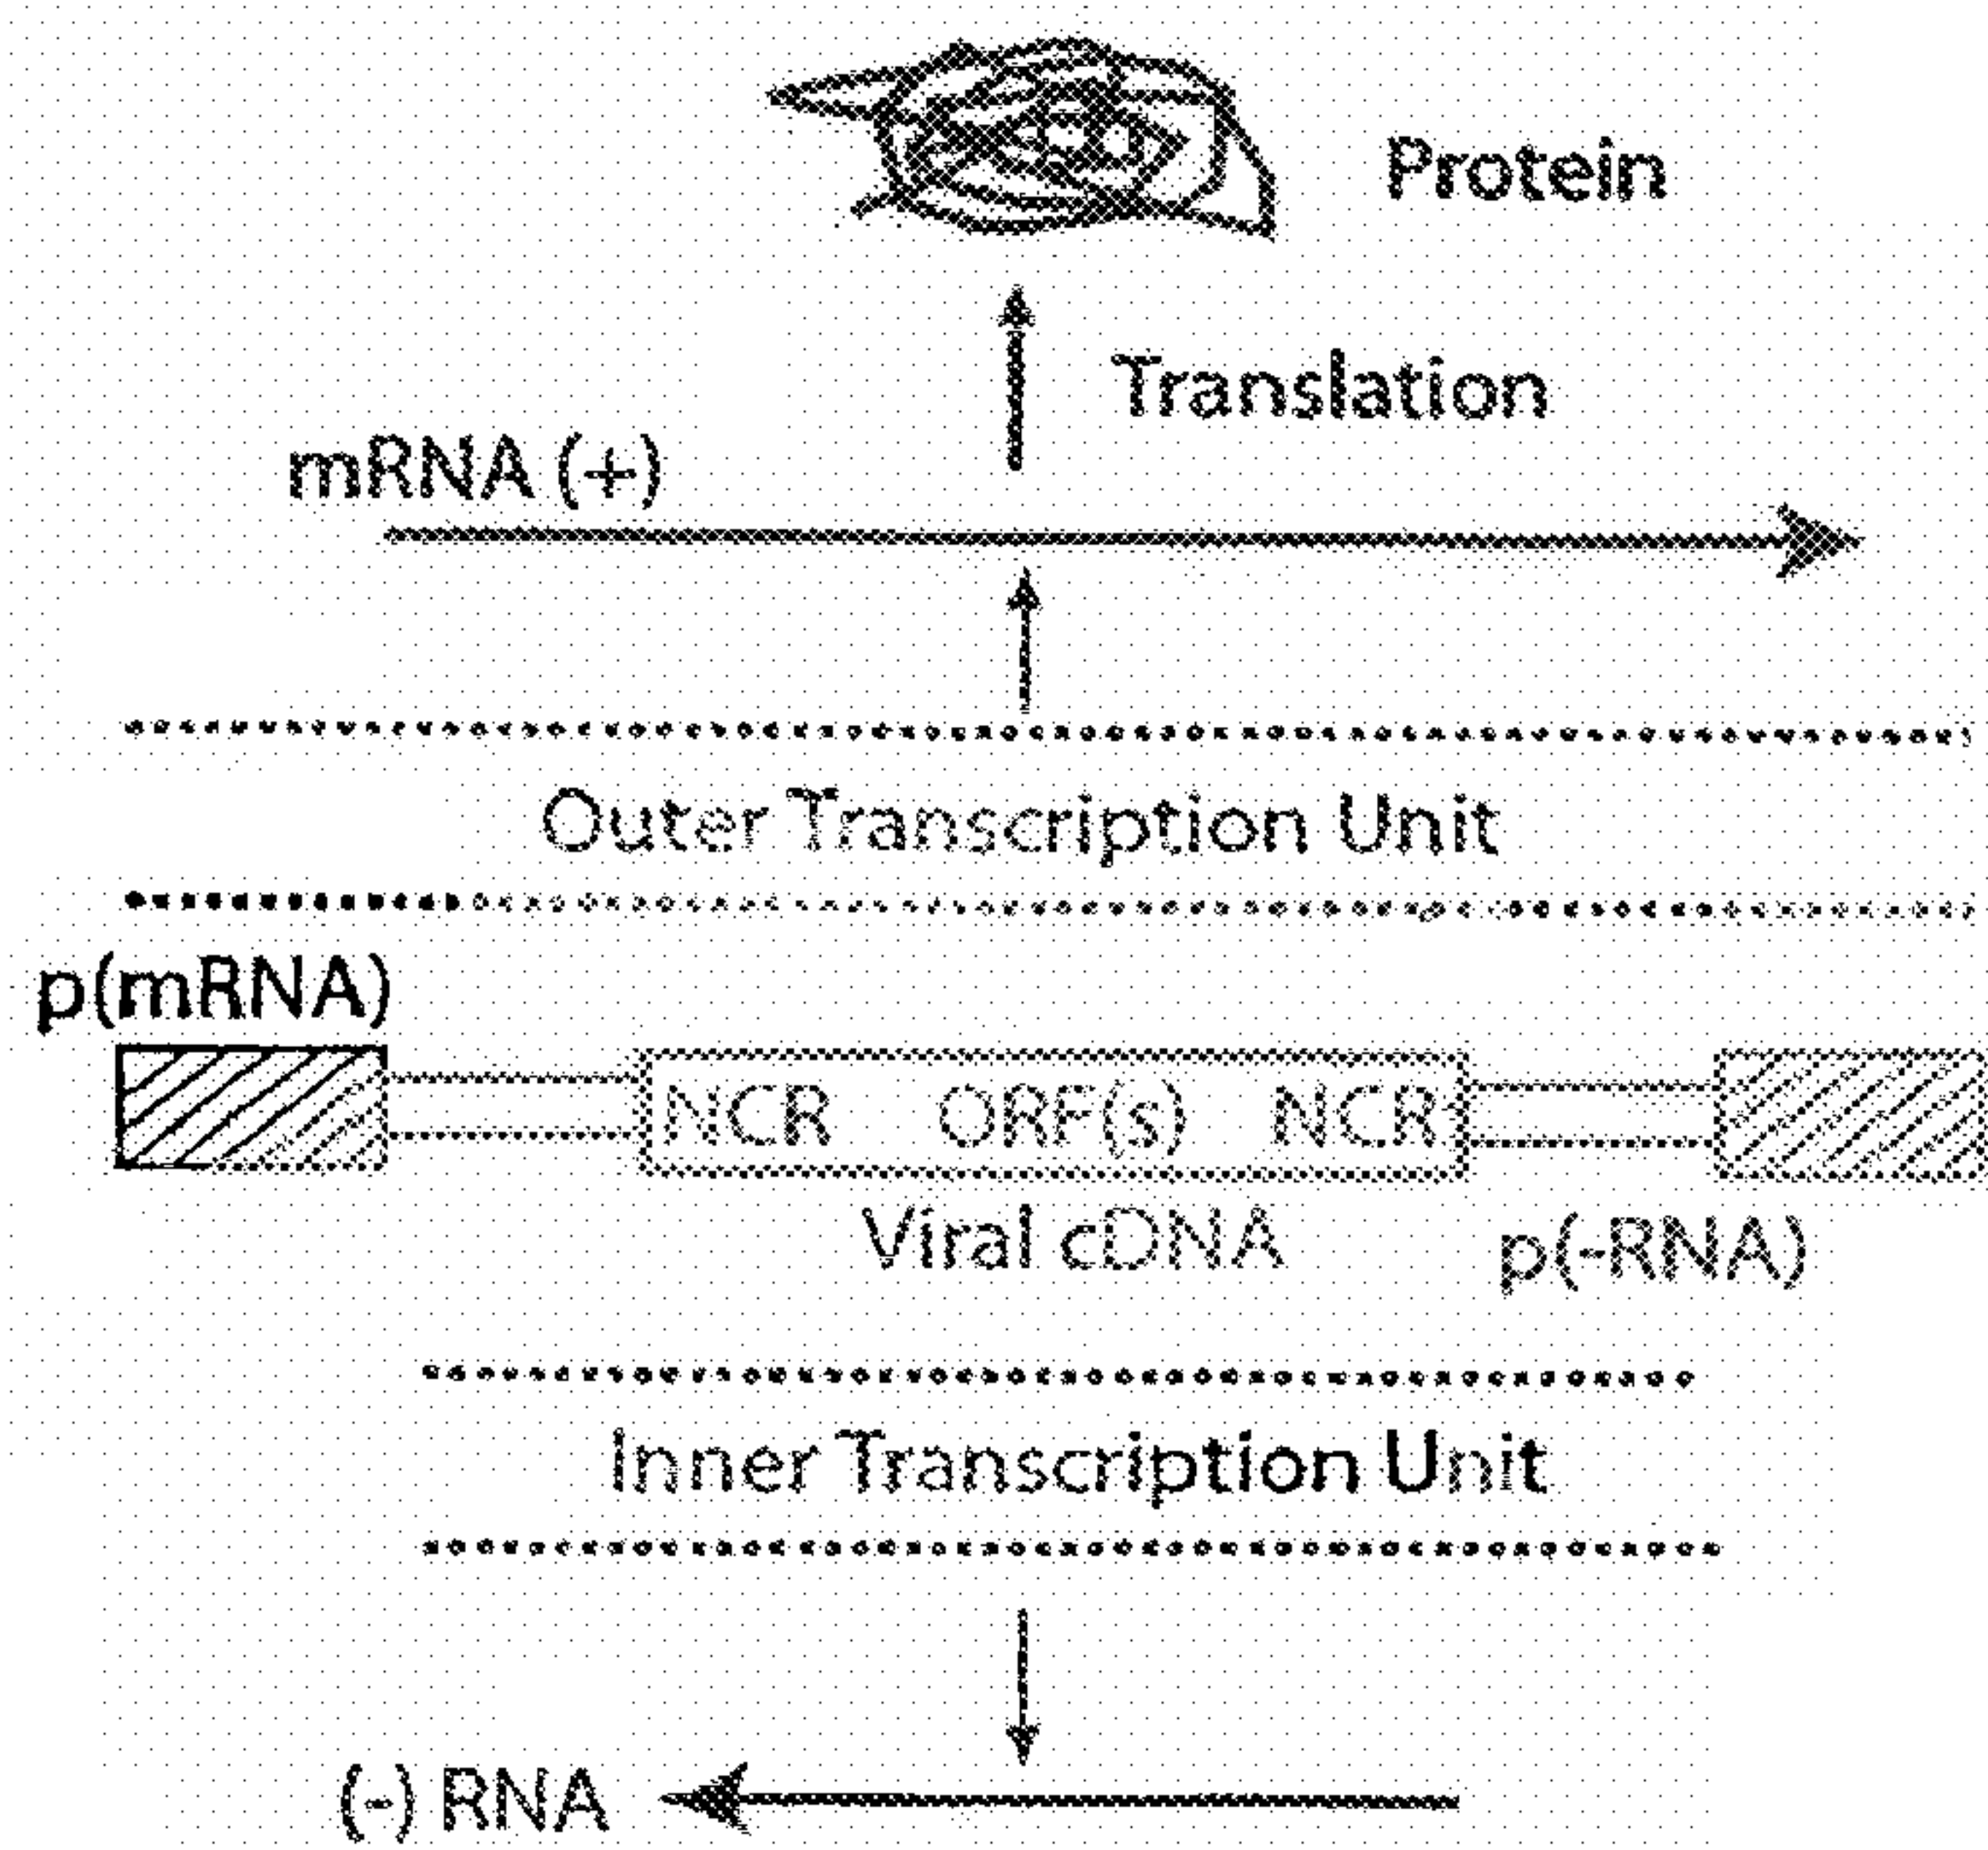 Protein
Translation
mRNA (+)
Outer Transcription Unit
p(mRNA)
NCR ORF(s) NCR
Viral cDNA
p(-RNA)
Inner Transcription Unit
(-) RNA